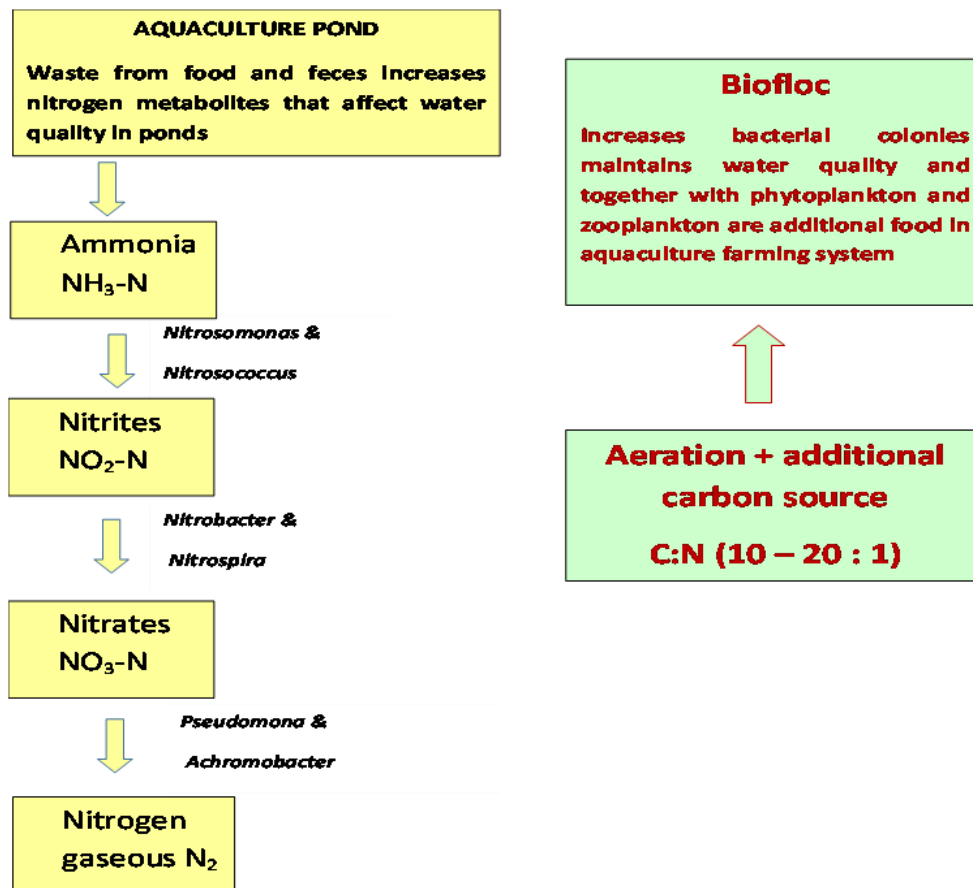 AQUACULTURE POND
Waste from food and feces increases
nitrogen metabolites that affect water
quality in ponds
Ammonia
NH₃-N
Nitrosomonas &
Nitrosococcus
Nitrites
NO₂-N
Nitrobacter &
Nitrospira
Nitrates
NO₃-N
Pseudomona &
Achromobacter
Nitrogen
gaseous N₂
Biofloc
Increases bacterial colonies
maintains water quality and
together with phytoplankton and
zooplankton are additional food in
aquaculture farming system
Aeration + additional
carbon source
C:N (10 – 20 : 1)